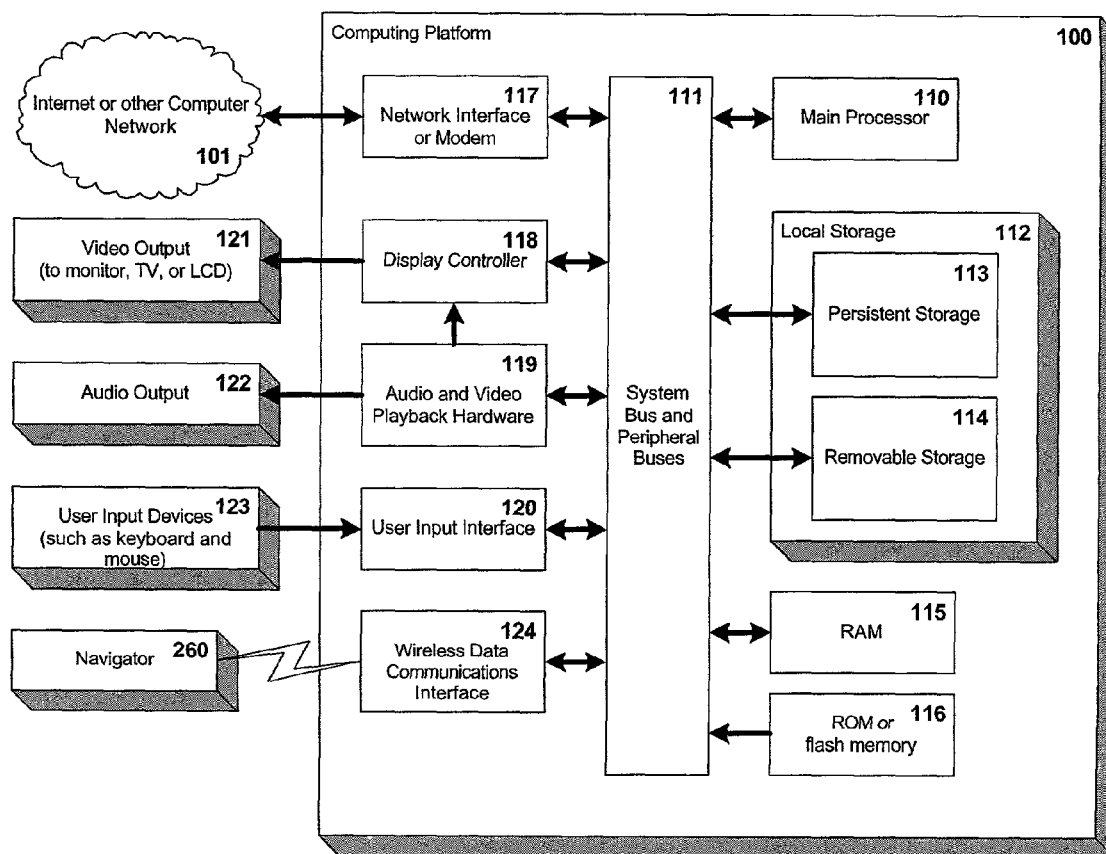 Computing Platform
100
Internet or other Computer
Network
101
117
Network Interface
or Modem
111
110
Main Processor
121
Video Output
(to monitor, TV, or LCD)
118
Display Controller
Local Storage
112
113
Persistent Storage
122
Audio Output
119
Audio and Video
Playback Hardware
System
Bus and
Peripheral
Buses
114
Removable Storage
123
User Input Devices
(such as keyboard and
mouse)
120
User Input Interface
260
Navigator
124
Wireless Data
Communications
Interface
115
RAM
116
ROM or
flash memory